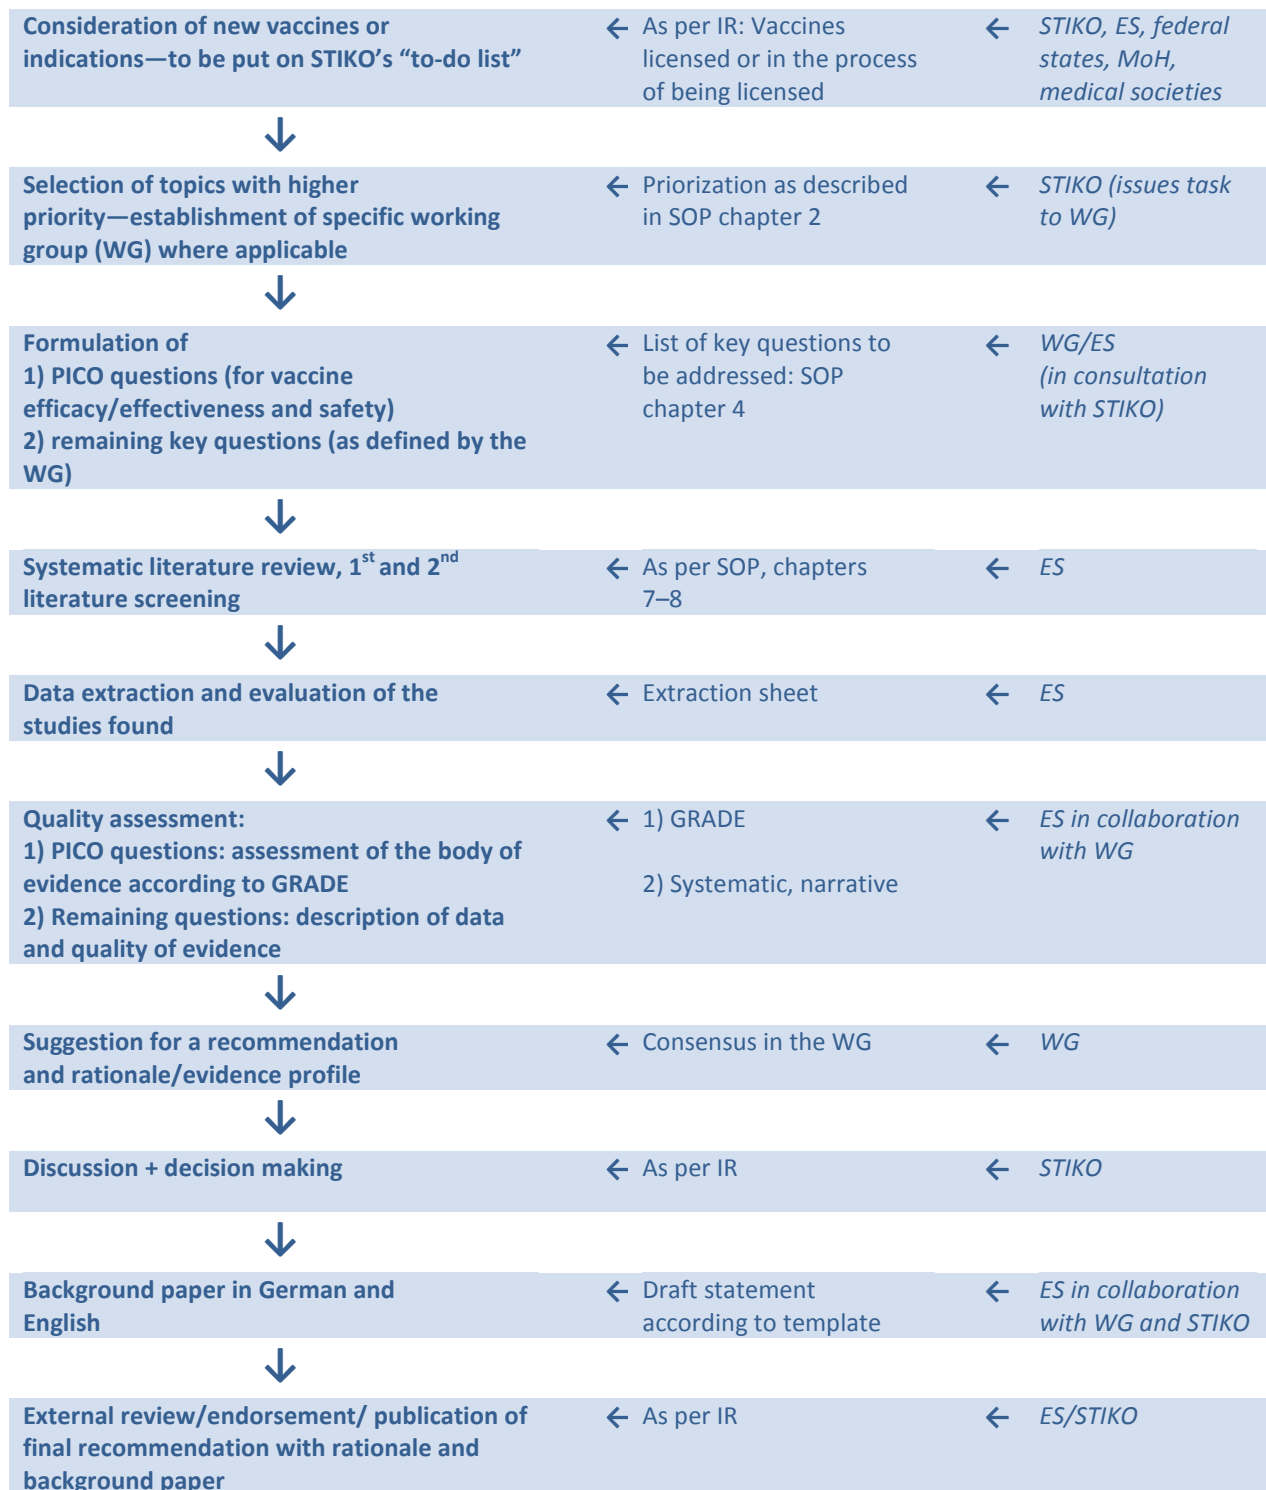 Consideration of new vaccines or
indications—to be put on STIKO’s “to-do list”
← As per IR: Vaccines
licensed or in the process
of being licensed
← STIKO, ES, federal
states, MoH,
medical societies
↓
Selection of topics with higher
priority—establishment of specific working
group (WG) where applicable
← Priorization as described
in SOP chapter 2
← STIKO (issues task
to WG)
↓
Formulation of
1) PICO questions (for vaccine
efficacy/effectiveness and safety)
2) remaining key questions (as defined by the
WG)
← List of key questions to
be addressed: SOP
chapter 4
← WG/ES
(in consultation
with STIKO)
↓
Systematic literature review, 1st and 2nd
literature screening
← As per SOP, chapters
7–8
← ES
↓
Data extraction and evaluation of the
studies found
← Extraction sheet
← ES
↓
Quality assessment:
1) PICO questions: assessment of the body of
evidence according to GRADE
2) Remaining questions: description of data
and quality of evidence
← 1) GRADE
2) Systematic, narrative
← ES in collaboration
with WG
↓
Suggestion for a recommendation
and rationale/evidence profile
← Consensus in the WG
← WG
↓
Discussion + decision making
← As per IR
← STIKO
↓
Background paper in German and
English
← Draft statement
according to template
← ES in collaboration
with WG and STIKO
↓
External review/endorsement/ publication of
final recommendation with rationale and
background paper
← As per IR
← ES/STIKO